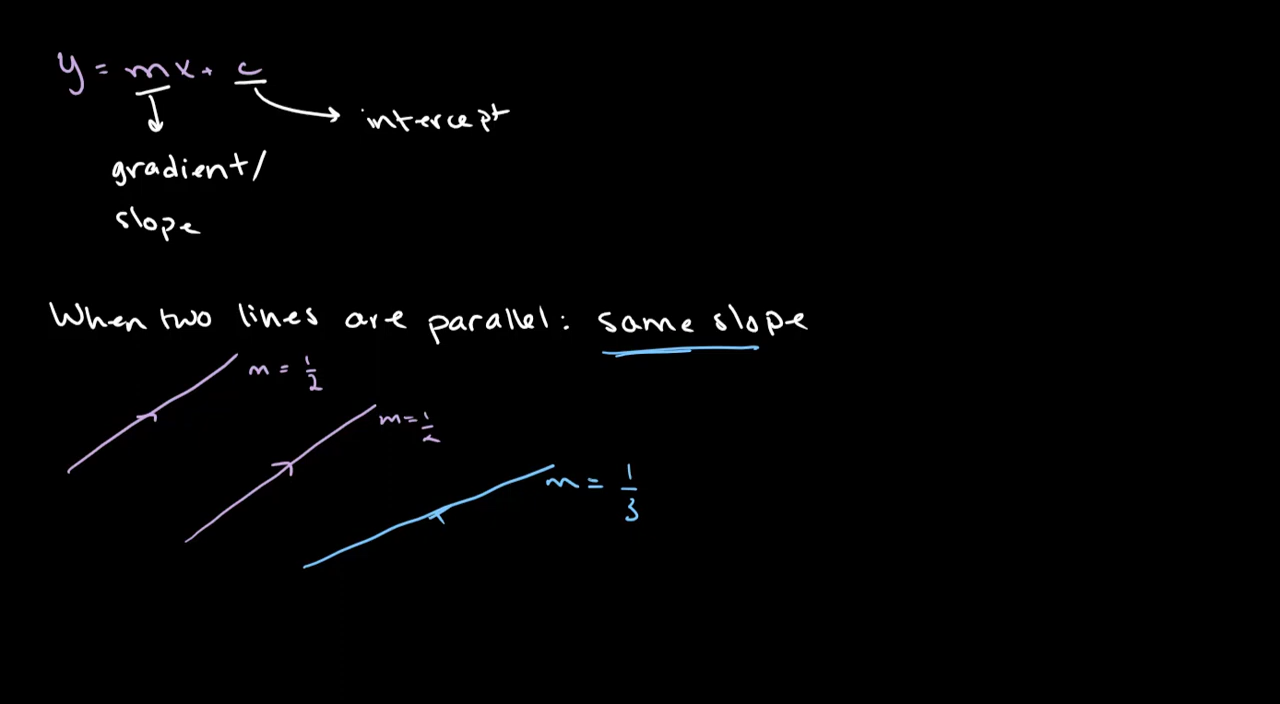 y = mx + c
intercept
gradient/
slope
When two lines are parallel: same slope
m = 1/2
m = 1/2
m = 1/3